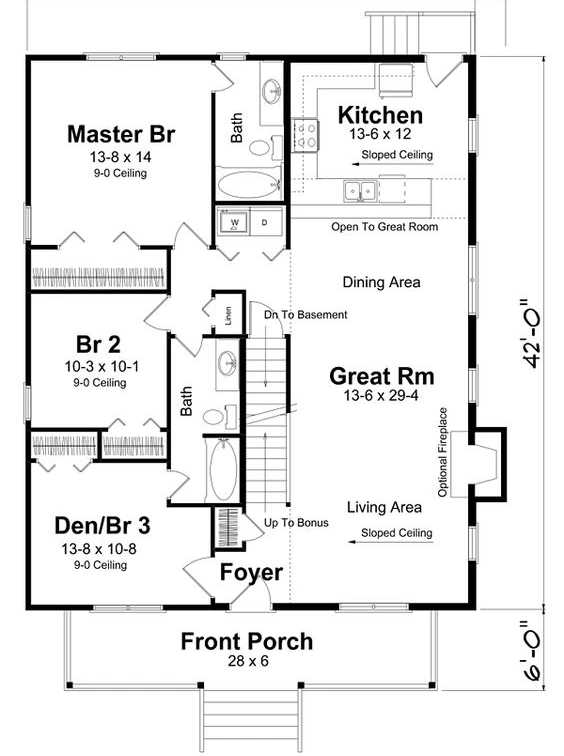 Kitchen
13-6 x 12
Sloped Ceiling
Master Br
13-8 x 14
9-0 Ceiling
Bath
W
D
Open To Great Room
Dining Area
Linen
Dn To Basement
Br 2
10-3 x 10-1
9-0 Ceiling
Bath
Great Rm
13-6 x 29-4
42'-0"
Optional Fireplace
Living Area
Up To Bonus
Sloped Ceiling
Den/Br 3
13-8 x 10-8
9-0 Ceiling
Foyer
Front Porch
28 x 6
6'-0"